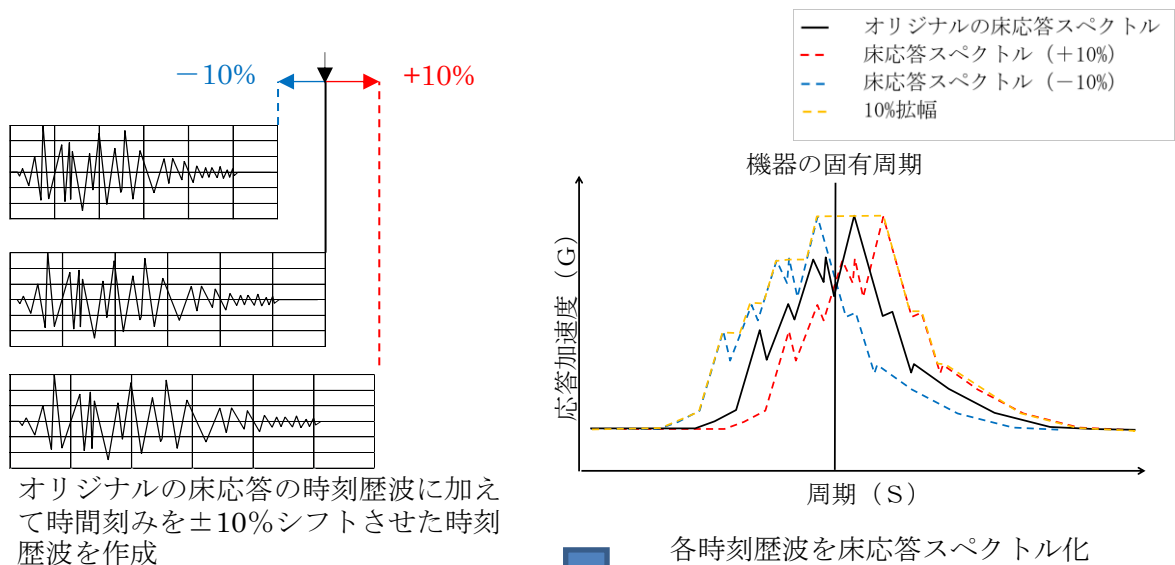 オリジナルの床応答スペクトル
床応答スペクトル（＋10%）
床応答スペクトル（－10%）
10%拡幅
－10%
+10%
機器の固有周期
応答加速度（G）
周期（S）
オリジナルの床応答の時刻歴波に加え
て時間刻みを±10%シフトさせた時刻
歴波を作成
各時刻歴波を床応答スペクトル化